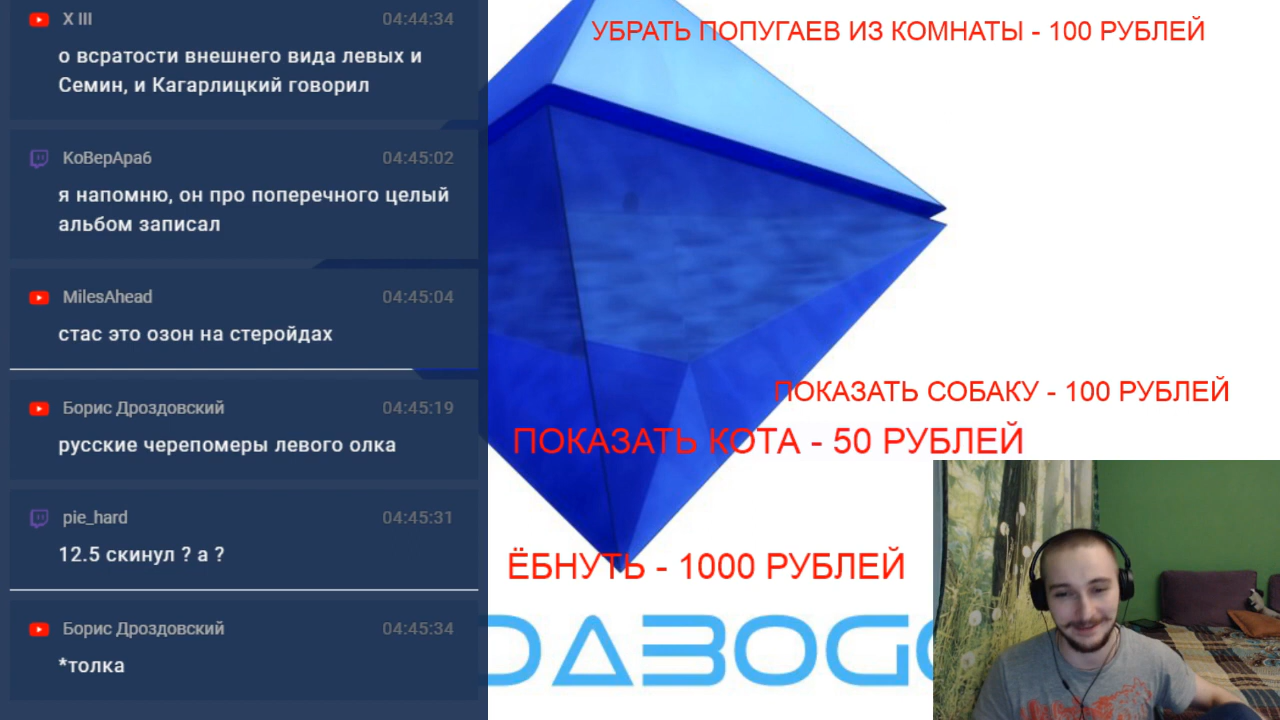 X III 04:44:34
о всратости внешнего вида левых и
Семин, и Кагарлицкий говорил
КоВерАра6 04:45:02
я напомню, он про поперечного целый
альбом записал
MilesAhead 04:45:04
стас это озон на стеройдах
Борис Дроздовский 04:45:19
русские черепомеры левого олка
pie_hard 04:45:31
12.5 скинул ? а ?
Борис Дроздовский 04:45:34
*толка
УБРАТЬ ПОПУГАЕВ ИЗ КОМНАТЫ - 100 РУБЛЕЙ
ПОКАЗАТЬ СОБАКУ - 100 РУБЛЕЙ
ПОКАЗАТЬ КОТА - 50 РУБЛЕЙ
ЁБНУТЬ - 1000 РУБЛЕЙ